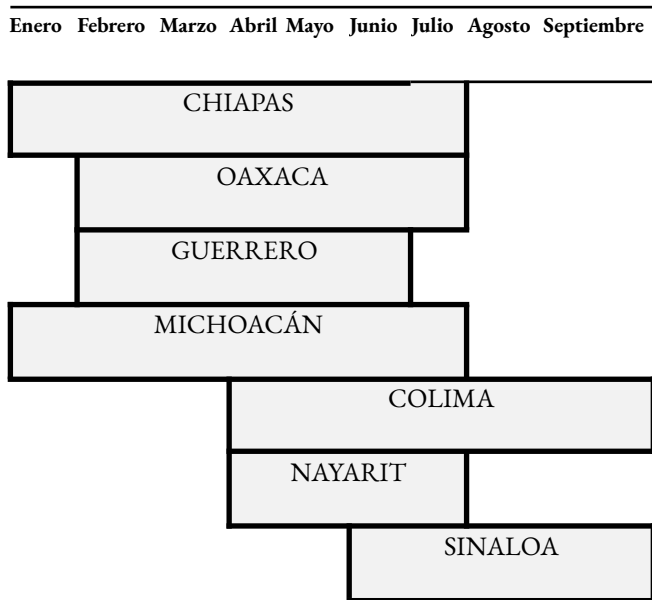 Enero Febrero Marzo Abril Mayo Junio Julio Agosto Septiembre
CHIAPAS
OAXACA
GUERRERO
MICHOACÁN
COLIMA
NAYARIT
SINALOA